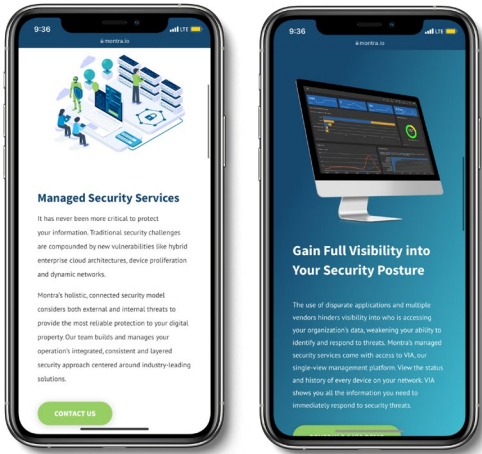 9:36
LTE
montra.io
Managed Security Services
It has never been more critical to protect
your information. Traditional security challenges
are compounded by new vulnerabilities like hybrid
enterprise cloud architectures, device proliferation
and dynamic networks.
Montra's holistic, connected security model
considers both external and internal threats to
provide the most reliable protection to your digital
property. Our team builds and manages your
operation's integrated, consistent and layered
security approach centered around industry-leading
solutions.
CONTACT US
9:36
LTE
montra.io
Gain Full Visibility into
Your Security Posture
The use of disparate applications and multiple
vendors hinders visibility into who is accessing
your organization's data, weakening your ability to
identify and respond to threats. Montra's managed
security services come with access to VIA, our
single-view management platform. View the status
and history of every device on your network. VIA
shows you all the information you need to
immediately respond to security threats.